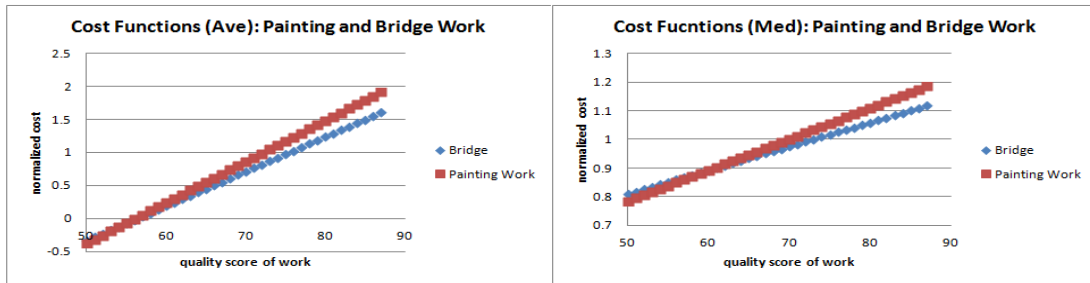 Cost Functions (Ave): Painting and Bridge Work
2.5
2
1.5
1
0.5
0
-0.5
50
60
70
80
90
normalized cost
quality score of work
Bridge
Painting Work
Cost Fucntions (Med): Painting and Bridge Work
1.3
1.2
1.1
1
0.9
0.8
0.7
50
60
70
80
90
normalized cost
quality score of work
Bridge
Painting Work